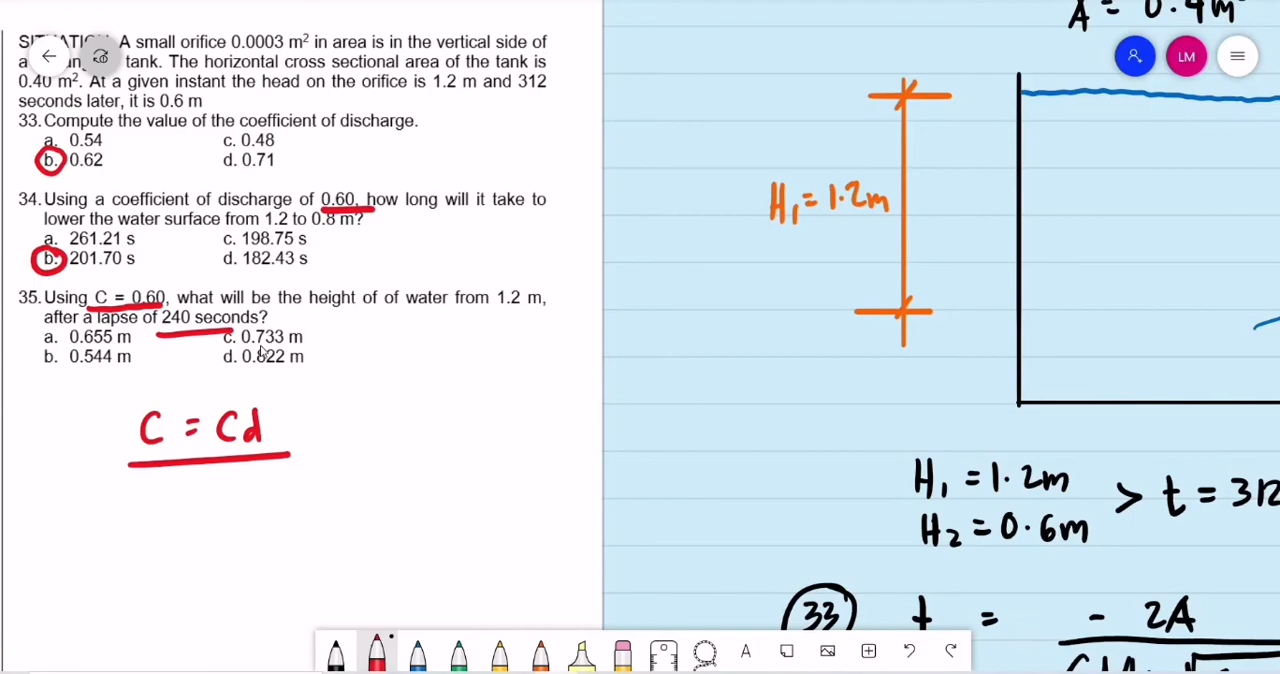 A small orifice 0.0003 m² in area is in the vertical side of
a tank. The horizontal cross sectional area of the tank is
0.40 m². At a given instant the head on the orifice is 1.2 m and 312
seconds later, it is 0.6 m
33. Compute the value of the coefficient of discharge.
a. 0.54 c. 0.48
b. 0.62 d. 0.71
34. Using a coefficient of discharge of 0.60, how long will it take to
lower the water surface from 1.2 to 0.8 m?
a. 261.21 s c. 198.75 s
b. 201.70 s d. 182.43 s
35. Using C = 0.60, what will be the height of of water from 1.2 m,
after a lapse of 240 seconds?
a. 0.655 m c. 0.733 m
b. 0.544 m d. 0.822 m
C = Cd
A = 0.4m²
LM
H₁ = 1.2m
H₁ = 1.2m
H₂ = 0.6m
> t = 312
33 t = - 2A
A